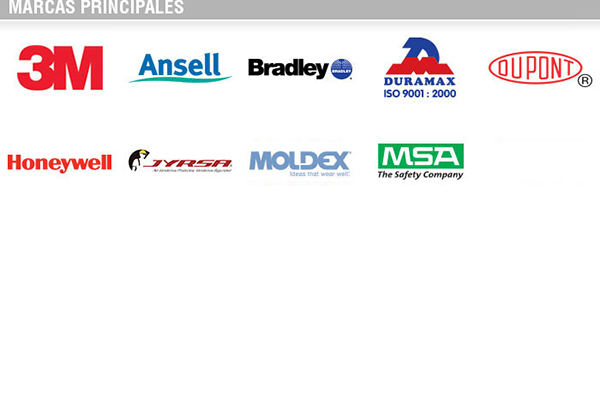 MARCAS PRINCIPALES
3M
Ansell
Bradley
BRADLEY
DURAMAX
ISO 9001 : 2000
DUPONT ®
Honeywell
JYRSA
MOLDEX
Ideas that wear well
MSA
The Safety Company